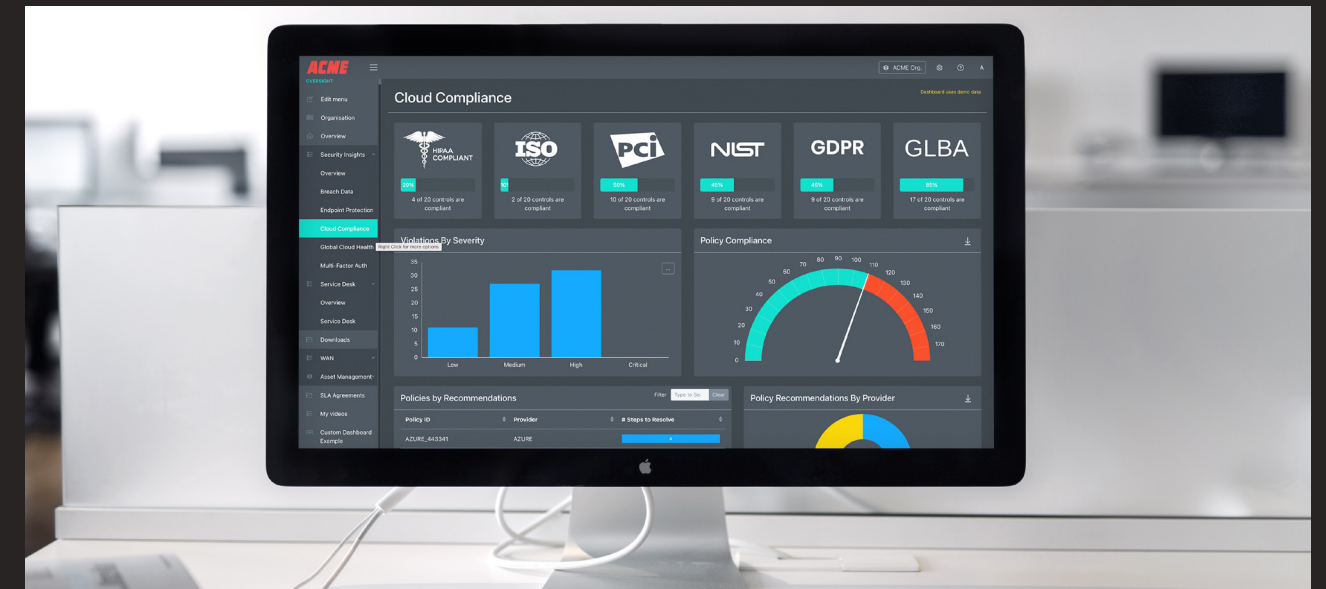 ACME
OVERSIGHT
ACME Org.
A
Edit menu
Organisation
Overview
Security Insights
Overview
Breach Data
Endpoint Protection
Cloud Compliance
Global Cloud Health
Right Click for more options
Multi-Factor Auth
Service Desk
Overview
Service Desk
Downloads
WAN
Asset Management
SLA Agreements
My videos
Custom Dashboard
Example
Cloud Compliance
Dashboard uses demo data
HIPAA
COMPLIANT
20%
4 of 20 controls are
compliant
ISO
10%
2 of 20 controls are
compliant
PCI
50%
10 of 20 controls are
compliant
NIST
45%
9 of 20 controls are
compliant
GDPR
45%
9 of 20 controls are
compliant
GLBA
85%
17 of 20 controls are
compliant
Violations By Severity
35
30
25
20
15
10
5
0
Low Medium High Critical
Policy Compliance
0
10
20
30
40
50
60
70
80
90
100
110
120
130
140
150
160
170
Policies by Recommendations
Filter
Clear
Policy ID Provider # Steps to Resolve
AZURE_443341 AZURE 4
Policy Recommendations By Provider